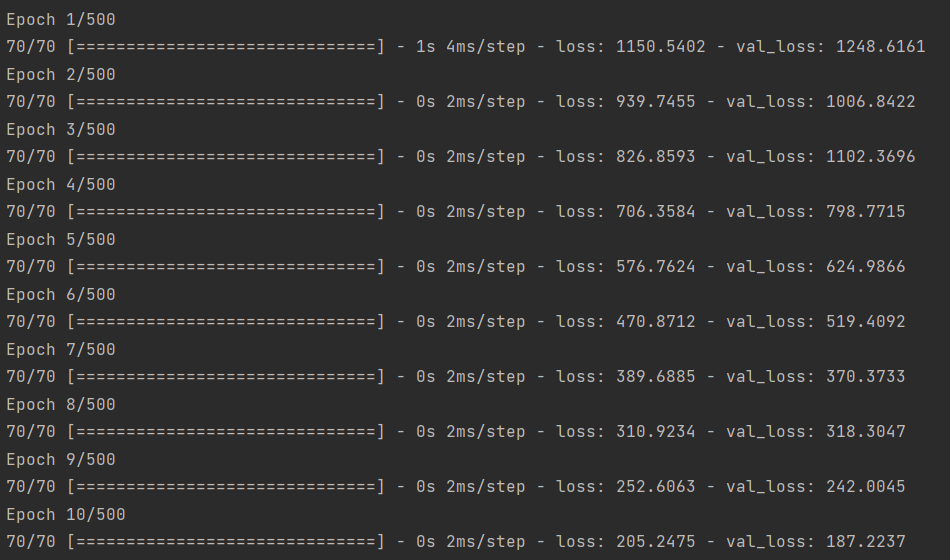 Epoch 1/500
70/70 [==============================] - 1s 4ms/step - loss: 1150.5402 - val_loss: 1248.6161
Epoch 2/500
70/70 [==============================] - 0s 2ms/step - loss: 939.7455 - val_loss: 1006.8422
Epoch 3/500
70/70 [==============================] - 0s 2ms/step - loss: 826.8593 - val_loss: 1102.3696
Epoch 4/500
70/70 [==============================] - 0s 2ms/step - loss: 706.3584 - val_loss: 798.7715
Epoch 5/500
70/70 [==============================] - 0s 2ms/step - loss: 576.7624 - val_loss: 624.9866
Epoch 6/500
70/70 [==============================] - 0s 2ms/step - loss: 470.8712 - val_loss: 519.4092
Epoch 7/500
70/70 [==============================] - 0s 2ms/step - loss: 389.6885 - val_loss: 370.3733
Epoch 8/500
70/70 [==============================] - 0s 2ms/step - loss: 310.9234 - val_loss: 318.3047
Epoch 9/500
70/70 [==============================] - 0s 2ms/step - loss: 252.6063 - val_loss: 242.0045
Epoch 10/500
70/70 [==============================] - 0s 2ms/step - loss: 205.2475 - val_loss: 187.2237